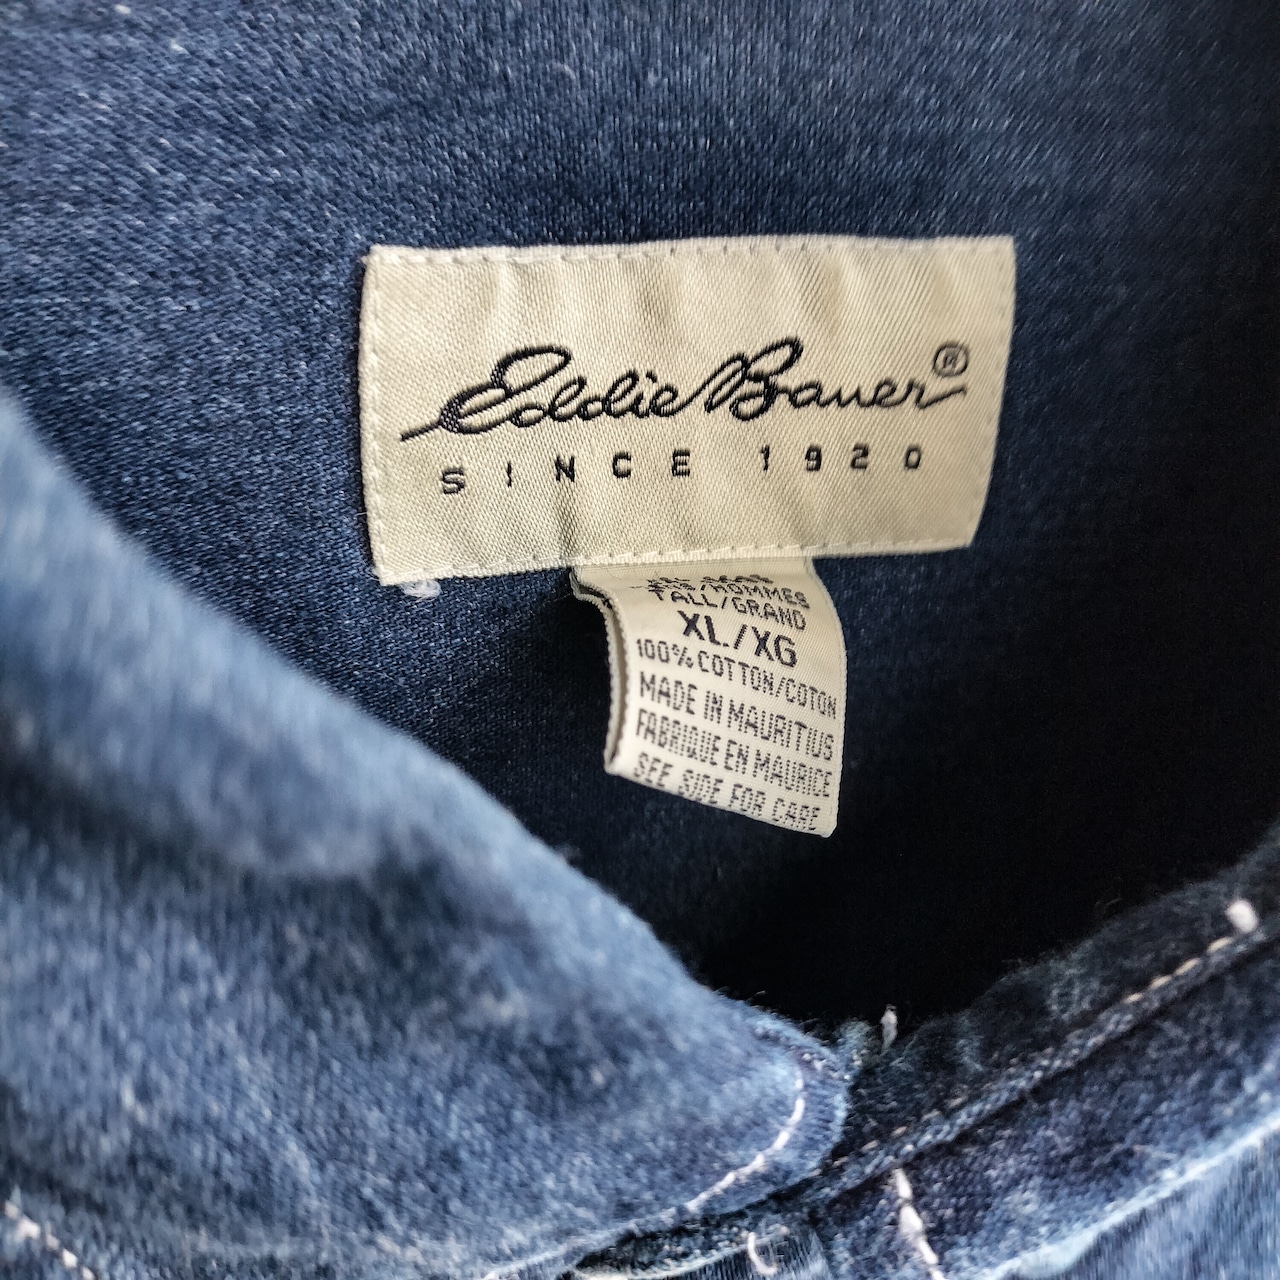 Eddie Bauer®
SINCE 1920
/HOMMES
TALL/GRAND
XL/XG
100% COTTON/COTON
MADE IN MAURITIUS
FABRIQUE EN MAURICE
SEE SIDE FOR CARE